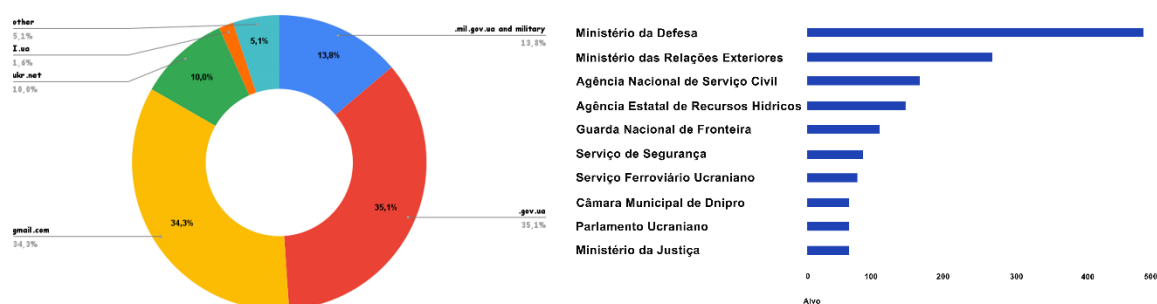 other
5,1%
I.ua
1,6%
ukr.net
10,0%
gmail.com
34,3%
.mil.gov.ua and military
13,8%
.gov.ua
35,1%
5,1%
13,8%
10,0%
34,3%
35,1%
Ministério da Defesa
Ministério das Relações Exteriores
Agência Nacional de Serviço Civil
Agência Estatal de Recursos Hídricos
Guarda Nacional de Fronteira
Serviço de Segurança
Serviço Ferroviário Ucraniano
Câmara Municipal de Dnipro
Parlamento Ucraniano
Ministério da Justiça
0 100 200 300 400 500
Alvo